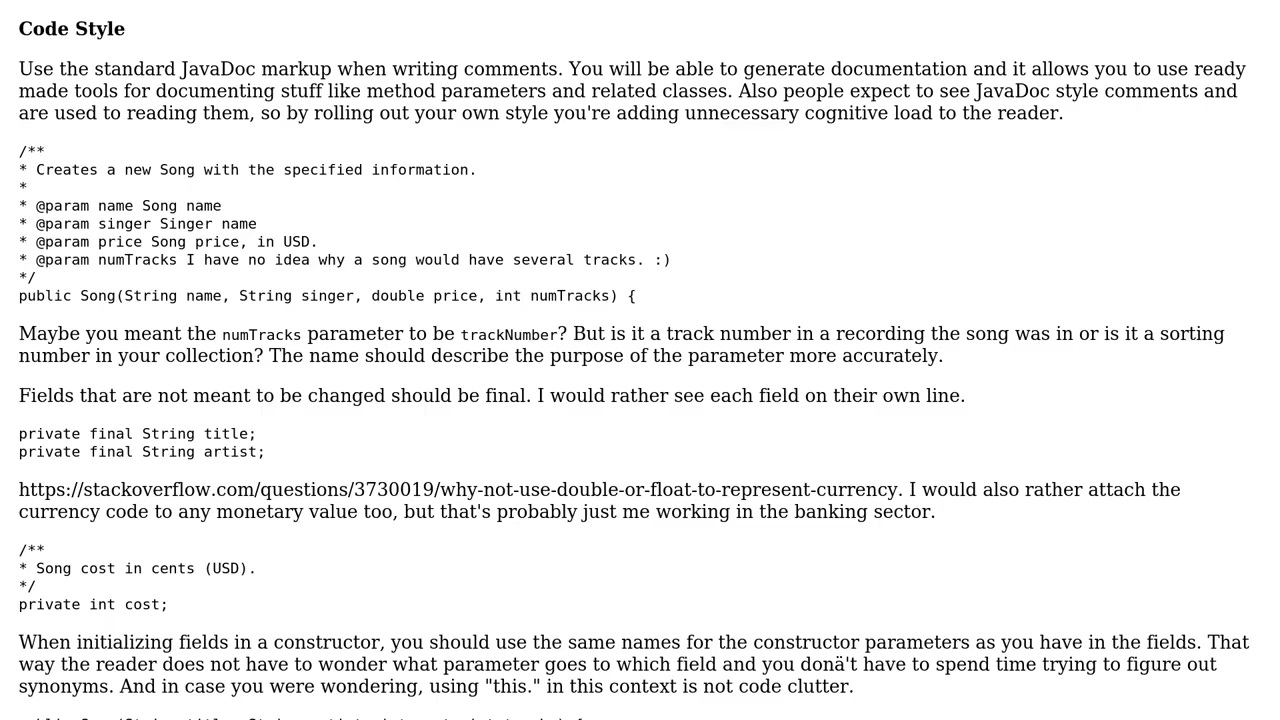 Code Style
Use the standard JavaDoc markup when writing comments. You will be able to generate documentation and it allows you to use ready
made tools for documenting stuff like method parameters and related classes. Also people expect to see JavaDoc style comments and
are used to reading them, so by rolling out your own style you're adding unnecessary cognitive load to the reader.
/**
* Creates a new Song with the specified information.
*
* @param name Song name
* @param singer Singer name
* @param price Song price, in USD.
* @param numTracks I have no idea why a song would have several tracks. :)
*/
public Song(String name, String singer, double price, int numTracks) {
Maybe you meant the numTracks parameter to be trackNumber? But is it a track number in a recording the song was in or is it a sorting
number in your collection? The name should describe the purpose of the parameter more accurately.
Fields that are not meant to be changed should be final. I would rather see each field on their own line.
private final String title;
private final String artist;
https://stackoverflow.com/questions/3730019/why-not-use-double-or-float-to-represent-currency. I would also rather attach the
currency code to any monetary value too, but that's probably just me working in the banking sector.
/**
* Song cost in cents (USD).
*/
private int cost;
When initializing fields in a constructor, you should use the same names for the constructor parameters as you have in the fields. That
way the reader does not have to wonder what parameter goes to which field and you donä't have to spend time trying to figure out
synonyms. And in case you were wondering, using "this." in this context is not code clutter.